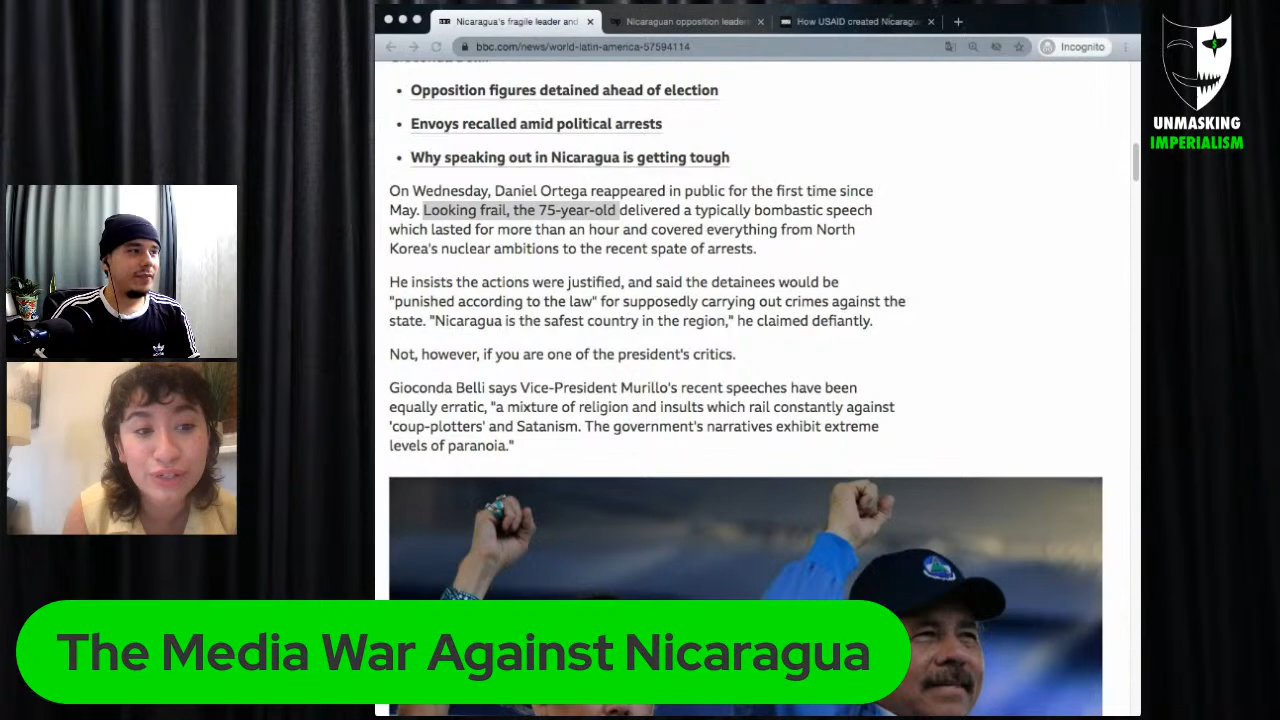 Nicaragua's fragile leader and
Nicaraguan opposition leaders
How USAID created Nicaragu
bbc.com/news/world-latin-america-57594114
Incognito
UNMASKING
IMPERIALISM
• Opposition figures detained ahead of election
• Envoys recalled amid political arrests
• Why speaking out in Nicaragua is getting tough
On Wednesday, Daniel Ortega reappeared in public for the first time since
May. Looking frail, the 75-year-old delivered a typically bombastic speech
which lasted for more than an hour and covered everything from North
Korea's nuclear ambitions to the recent spate of arrests.
He insists the actions were justified, and said the detainees would be
"punished according to the law" for supposedly carrying out crimes against the
state. "Nicaragua is the safest country in the region," he claimed defiantly.
Not, however, if you are one of the president's critics.
Gioconda Belli says Vice-President Murillo's recent speeches have been
equally erratic, "a mixture of religion and insults which rail constantly against
'coup-plotters' and Satanism. The government's narratives exhibit extreme
levels of paranoia."
The Media War Against Nicaragua